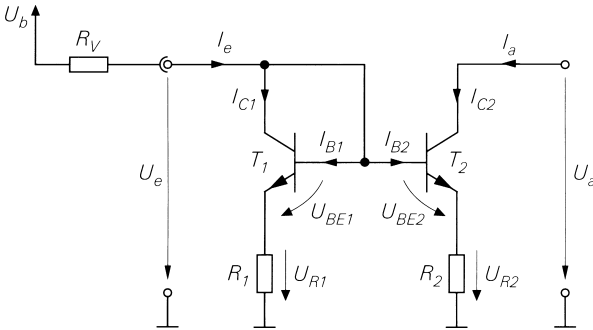 U_b
R_V
I_e
I_a
I_C1
I_C2
I_B1
I_B2
T_1
T_2
U_e
U_a
U_BE1
U_BE2
R_1
U_R1
R_2
U_R2